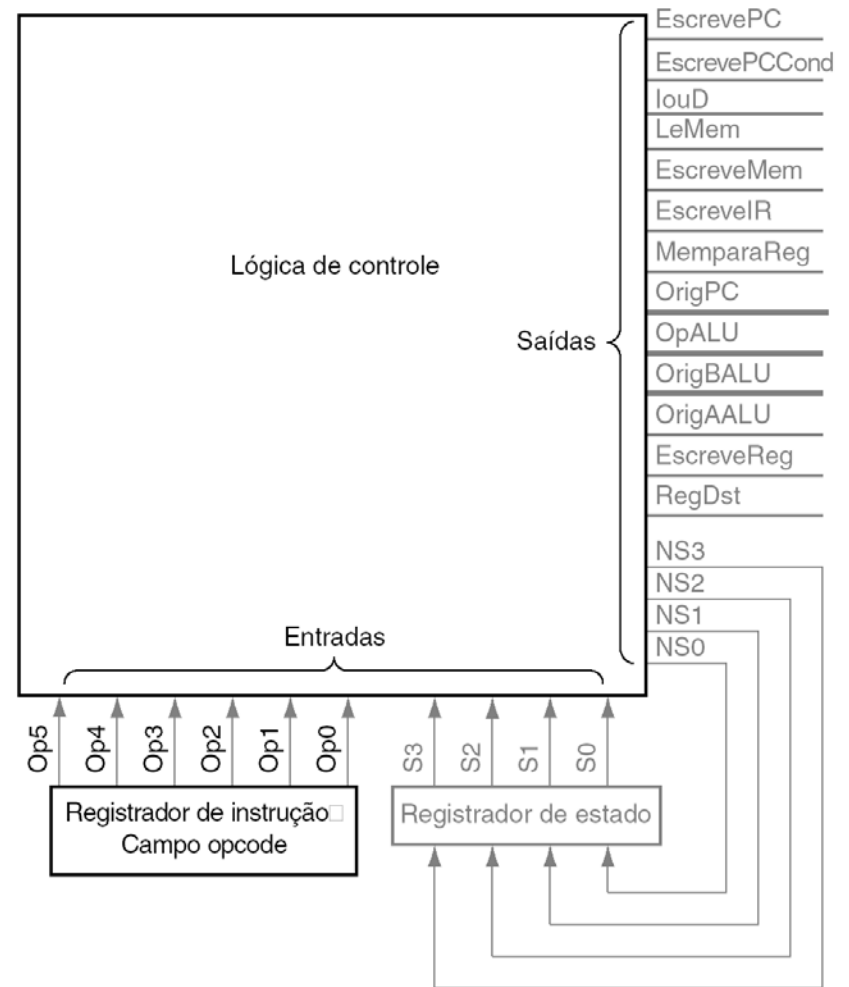 EscrevePC
EscrevePCCond
IouD
LeMem
EscreveMem
EscreveIR
MemparaReg
OrigPC
OpALU
OrigBALU
OrigAALU
EscreveReg
RegDst
Lógica de controle
Saídas
NS3
NS2
NS1
NS0
Entradas
Op5
Op4
Op3
Op2
Op1
Op0
S3
S2
S1
S0
Registrador de instrução
Campo opcode
Registrador de estado